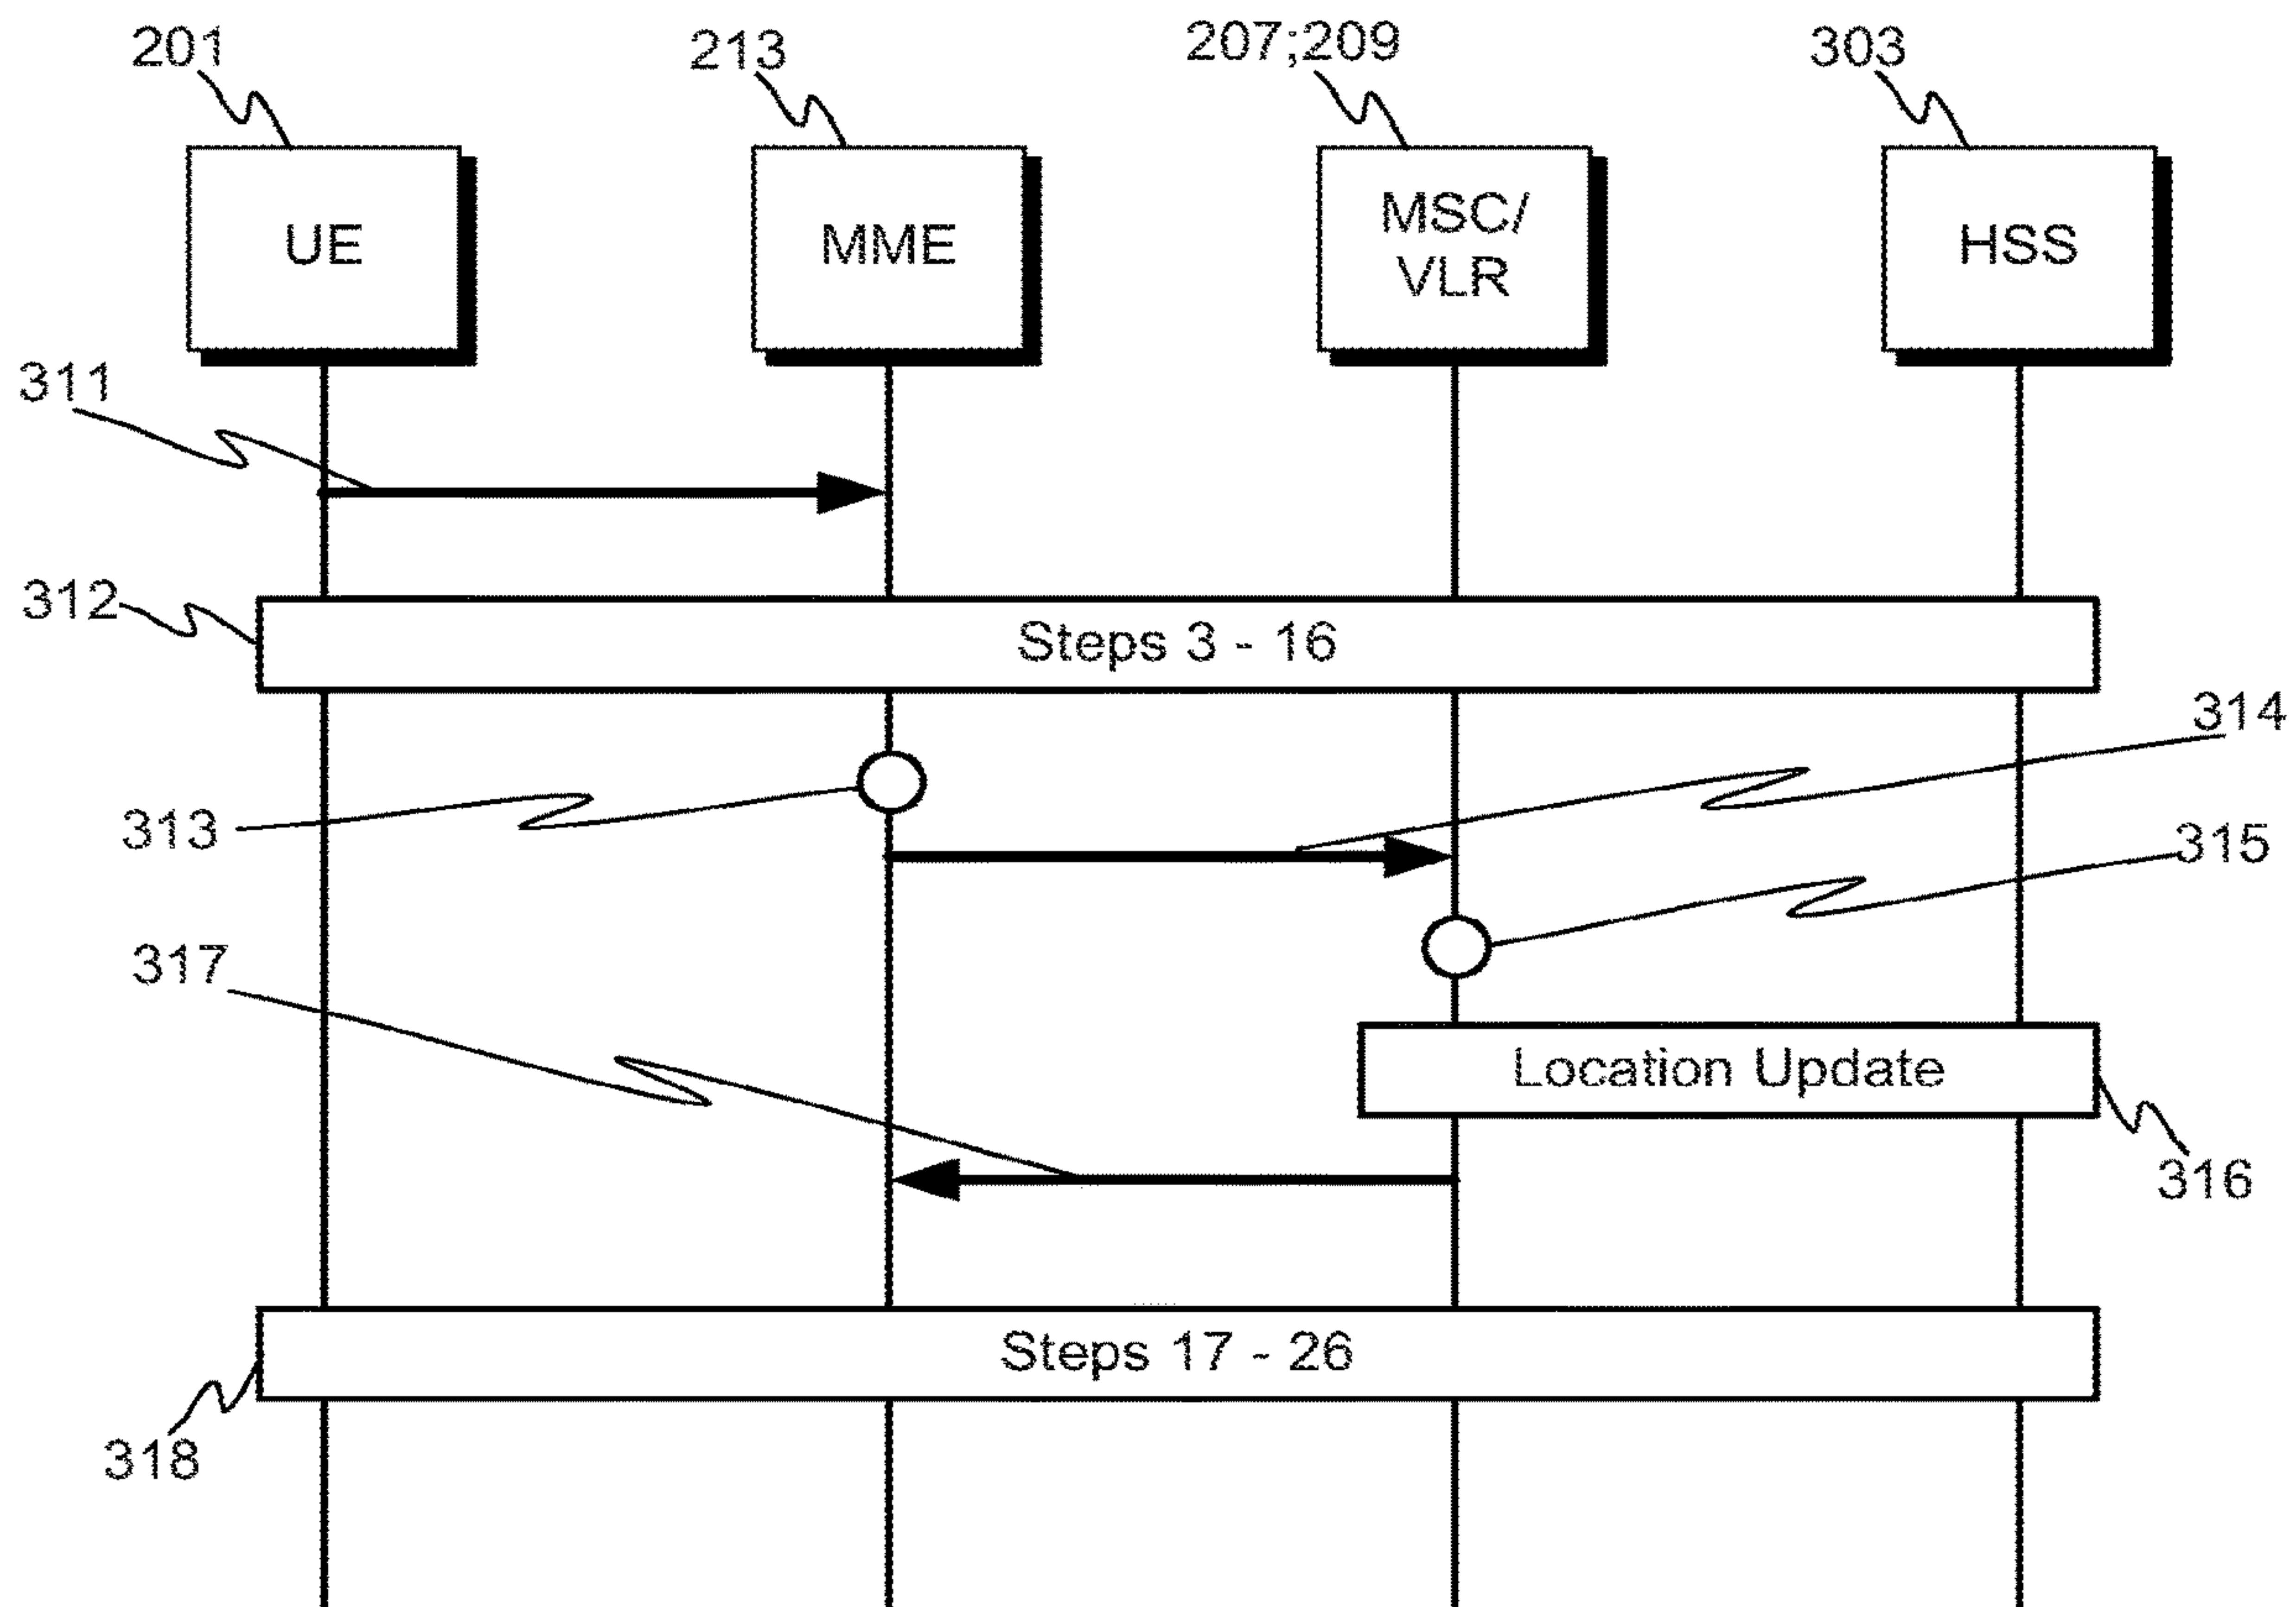 201
213
207;209
303
UE
MME
MSC/
VLR
HSS
311
312
Steps 3 - 16
314
313
315
317
Location Update
316
Steps 17 - 26
318